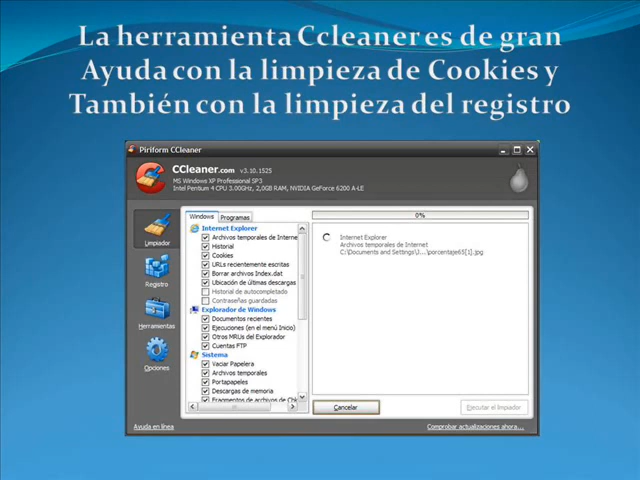 La herramienta Ccleaner es de gran
Ayuda con la limpieza de Cookies y
También con la limpieza del registro
Piriform CCleaner
CCleaner.com v3.10.1525
MS Windows XP Professional SP3
Intel Pentium 4 CPU 3.00GHz, 2,0GB RAM, NVIDIA GeForce 6200 A-LE
Limpiador
Registro
Herramientas
Opciones
Windows Programas
Internet Explorer
Archivos temporales de Interne
Historial
Cookies
URLs recientemente escritas
Borrar archivos Index.dat
Ubicación de últimas descargas
Historial de autocompletado
Contraseñas guardadas
Explorador de Windows
Documentos recientes
Ejecuciones (en el menú Inicio)
Otros MRUs del Explorador
Cuentas FTP
Sistema
Vaciar Papelera
Archivos temporales
Portapapeles
Descargas de memoria
Fragmentos de archivos de Chk
0%
Internet Explorer
Archivos temporales de Internet
C:\Documents and Settings\J...\porcentaje65[1].jpg
Cancelar
Ejecutar el limpiador
Ayuda en línea
Comprobar actualizaciones ahora...